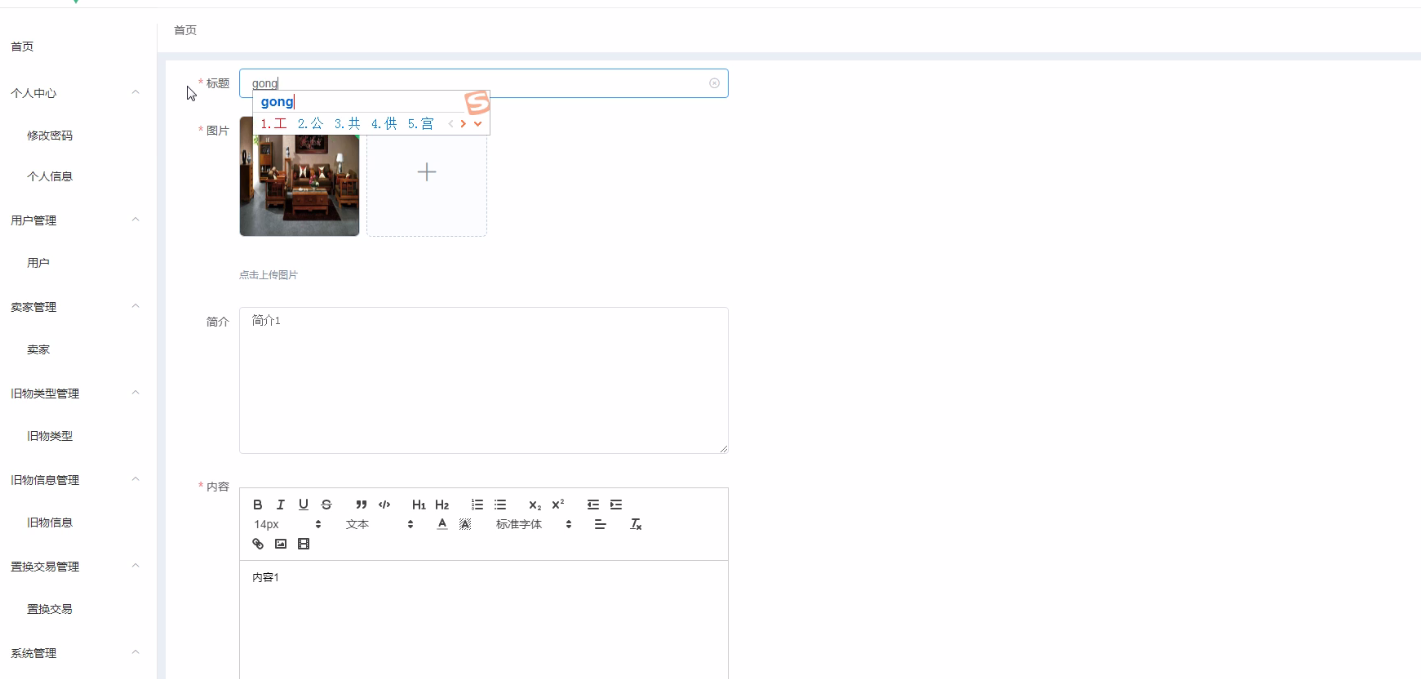 首页
首页
个人中心
修改密码
个人信息
用户管理
用户
卖家管理
卖家
旧物类型管理
旧物类型
旧物信息管理
旧物信息
置换交易管理
置换交易
系统管理
* 标题
gong
gong
1.工 2.公 3.共 4.供 5.宫
* 图片
点击上传图片
简介
简介1
* 内容
B I U S H1 H2 X2 X2
14px 文本 A A 标准字体 Tx
内容1